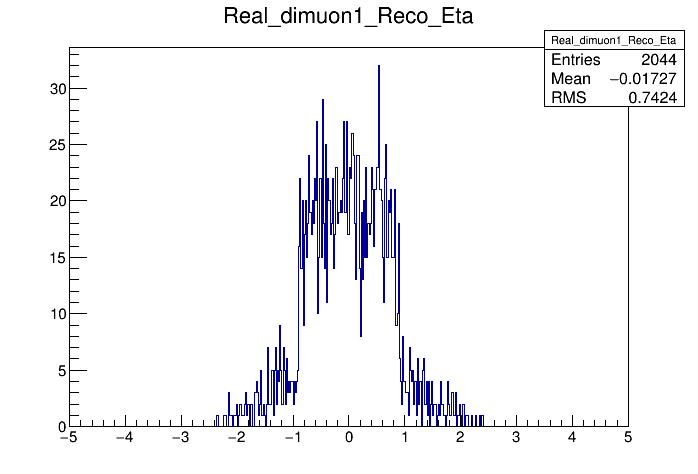 Real_dimuon1_Reco_Eta
Real_dimuon1_Reco_Eta
Entries 2044
Mean −0.01727
RMS 0.7424
30
25
20
15
10
5
0
−5 −4 −3 −2 −1 0 1 2 3 4 5